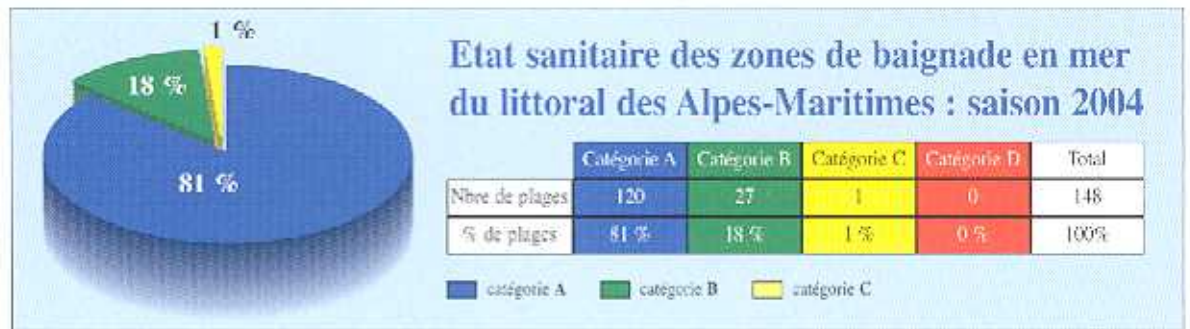 1 %
18 %
81 %
Etat sanitaire des zones de baignade en mer
du littoral des Alpes-Maritimes : saison 2004
Catégorie A Catégorie B Catégorie C Catégorie D Total
Nbre de plages 120 27 1 0 148
% de plages 81 % 18 % 1 % 0 % 100%
catégorie A catégorie B catégorie C